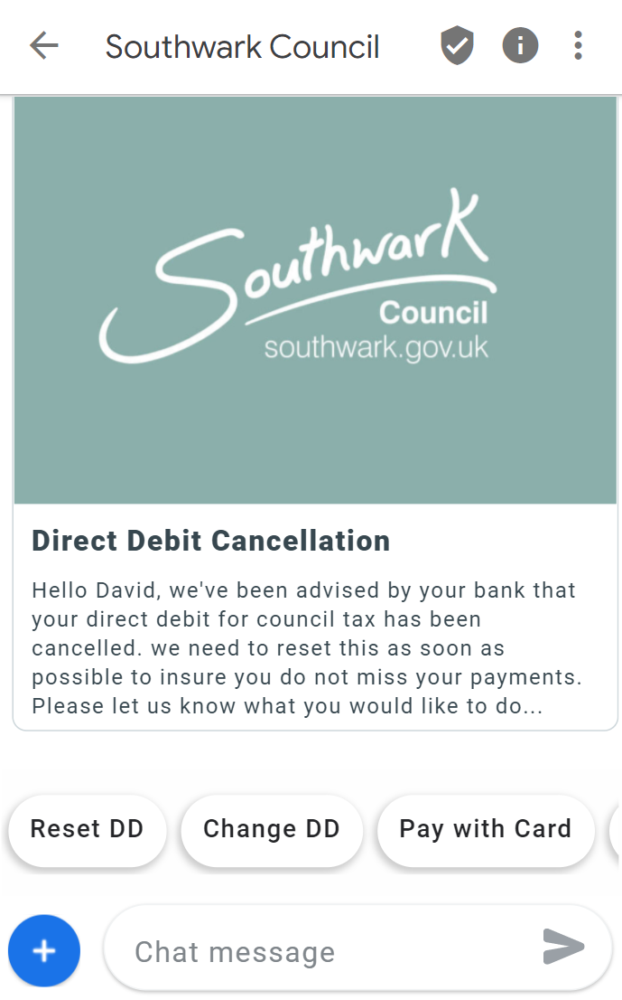 Southwark Council
Southwark
Council
southwark.gov.uk
Direct Debit Cancellation
Hello David, we've been advised by your bank that
your direct debit for council tax has been
cancelled. we need to reset this as soon as
possible to insure you do not miss your payments.
Please let us know what you would like to do...
Reset DD
Change DD
Pay with Card
Chat message